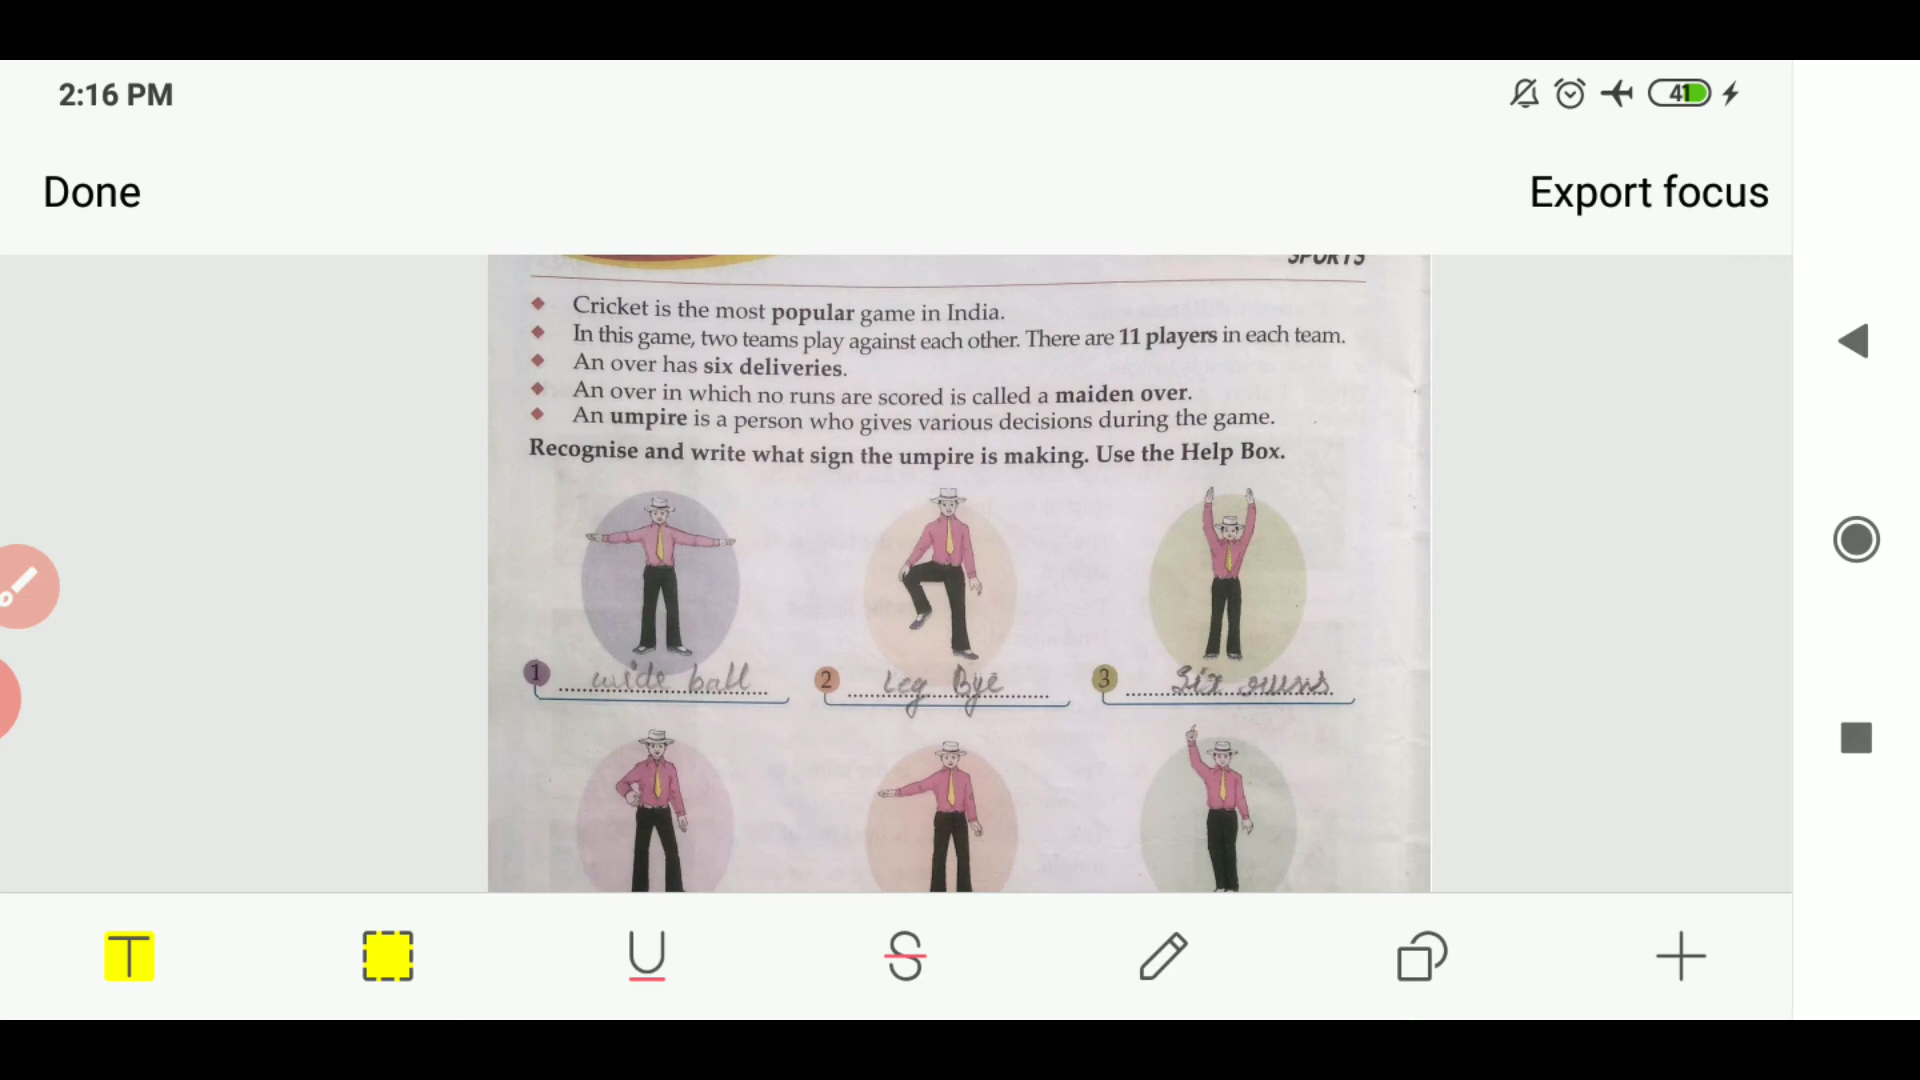 2:16 PM
41
Done
Export focus
SPORTS
Cricket is the most popular game in India.
In this game, two teams play against each other. There are 11 players in each team.
An over has six deliveries.
An over in which no runs are scored is called a maiden over.
An umpire is a person who gives various decisions during the game.
Recognise and write what sign the umpire is making. Use the Help Box.
1 wide ball 2 Leg Bye 3 Six runs
T U S